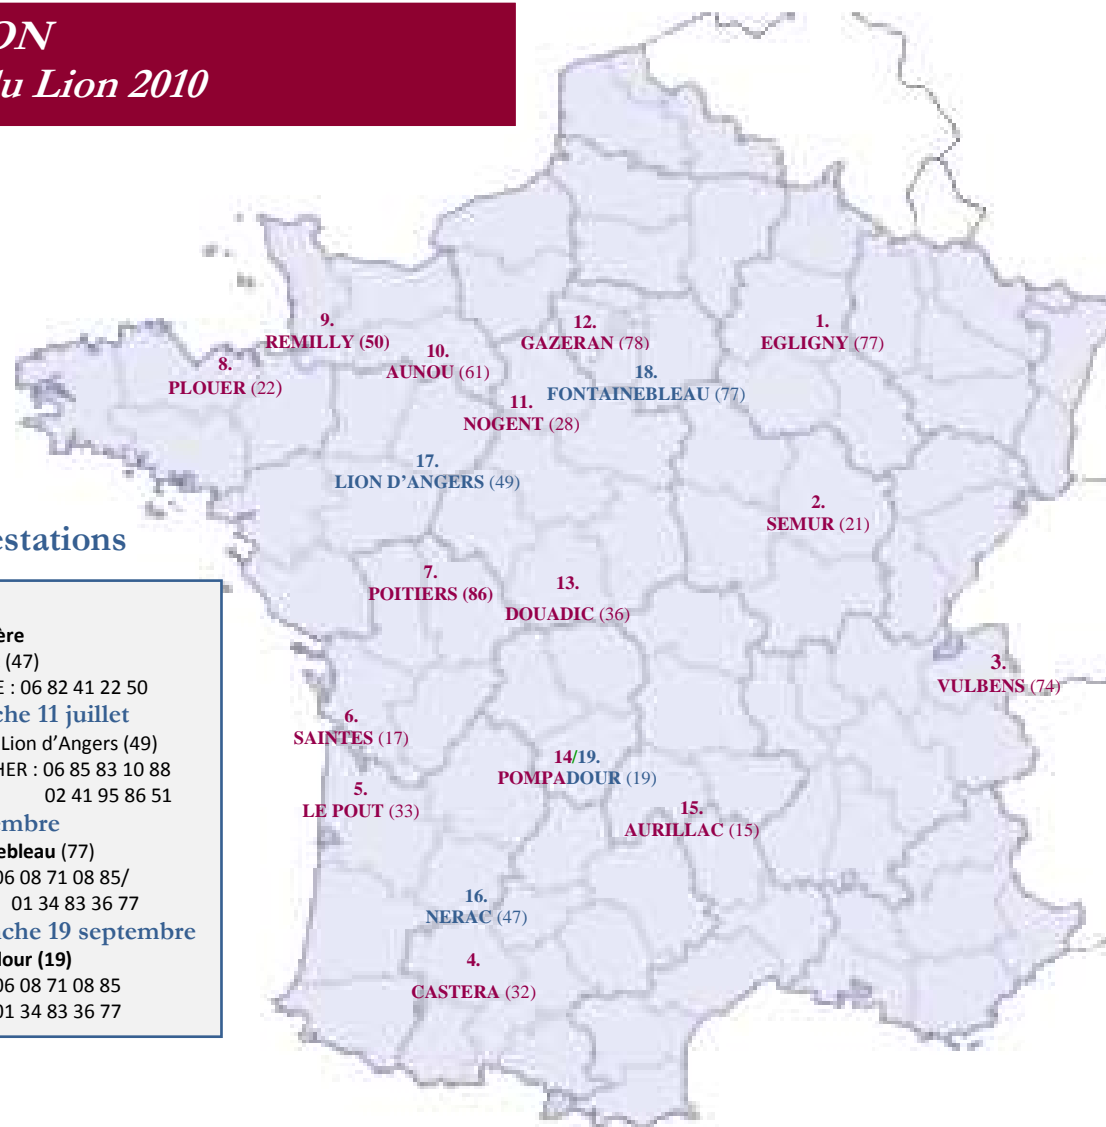 ON
du Lion 2010
9.
REMILLY (50)
12.
GAZERAN (78)
1.
EGLIGNY (77)
8.
PLOUER (22)
10.
AUNOU (61)
18.
FONTAINEBLEAU (77)
11.
NOGENT (28)
17.
LION D'ANGERS (49)
2.
SEMUR (21)
7.
POITIERS (86)
13.
DOUADIC (36)
3.
VULBENS (74)
6.
SAINTES (17)
14/19.
POMPADOUR (19)
5.
LE POUT (33)
15.
AURILLAC (15)
16.
NERAC (47)
4.
CASTERA (32)
estations
ère
(47)
E : 06 82 41 22 50
che 11 juillet
Lion d'Angers (49)
HER : 06 85 83 10 88
02 41 95 86 51
embre
ebleau (77)
06 08 71 08 85/
01 34 83 36 77
nche 19 septembre
dour (19)
06 08 71 08 85
01 34 83 36 77